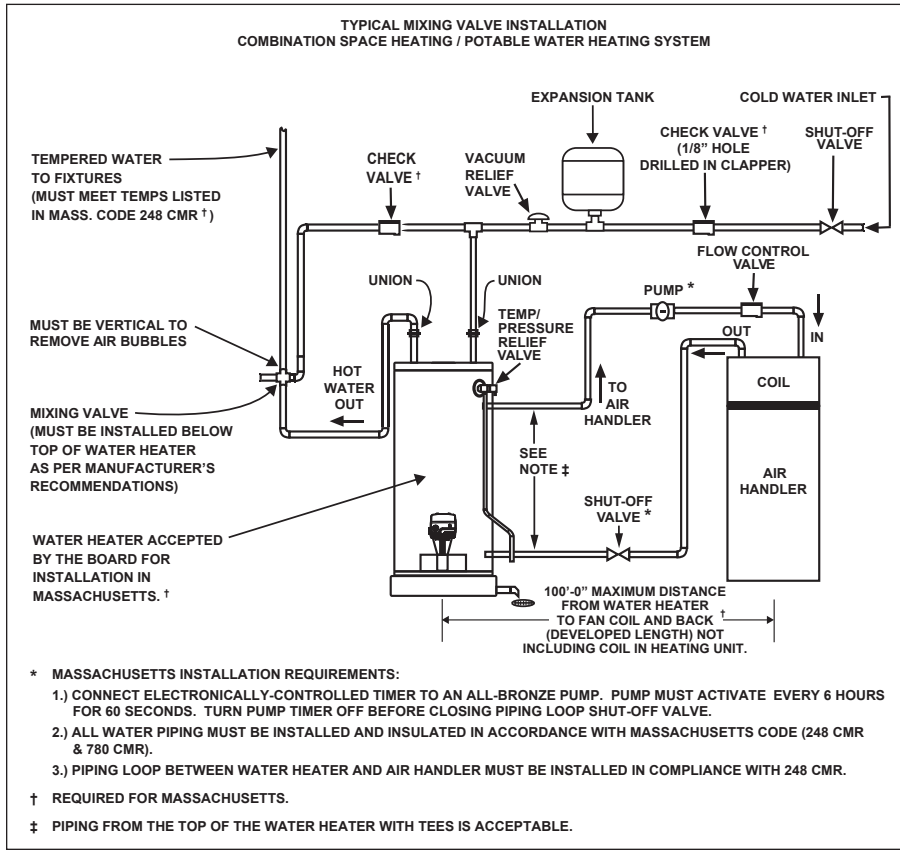 TYPICAL MIXING VALVE INSTALLATION
COMBINATION SPACE HEATING / POTABLE WATER HEATING SYSTEM
EXPANSION TANK
COLD WATER INLET
TEMPERED WATER
TO FIXTURES
(MUST MEET TEMPS LISTED
IN MASS. CODE 248 CMR †)
CHECK
VALVE †
VACUUM
RELIEF
VALVE
CHECK VALVE †
(1/8” HOLE
DRILLED IN CLAPPER)
SHUT-OFF
VALVE
FLOW CONTROL
VALVE
UNION
UNION
PUMP *
TEMP/
PRESSURE
RELIEF
VALVE
OUT
IN
MUST BE VERTICAL TO
REMOVE AIR BUBBLES
HOT
WATER
OUT
TO
AIR
HANDLER
COIL
MIXING VALVE
(MUST BE INSTALLED BELOW
TOP OF WATER HEATER
AS PER MANUFACTURER’S
RECOMMENDATIONS)
SEE
NOTE ‡
AIR
HANDLER
SHUT-OFF
VALVE *
WATER HEATER ACCEPTED
BY THE BOARD FOR
INSTALLATION IN
MASSACHUSETTS. †
100’-0” MAXIMUM DISTANCE
FROM WATER HEATER
TO FAN COIL AND BACK †
(DEVELOPED LENGTH) NOT
INCLUDING COIL IN HEATING UNIT.
* MASSACHUSETTS INSTALLATION REQUIREMENTS:
1.) CONNECT ELECTRONICALLY-CONTROLLED TIMER TO AN ALL-BRONZE PUMP. PUMP MUST ACTIVATE EVERY 6 HOURS
FOR 60 SECONDS. TURN PUMP TIMER OFF BEFORE CLOSING PIPING LOOP SHUT-OFF VALVE.
2.) ALL WATER PIPING MUST BE INSTALLED AND INSULATED IN ACCORDANCE WITH MASSACHUSETTS CODE (248 CMR
& 780 CMR).
3.) PIPING LOOP BETWEEN WATER HEATER AND AIR HANDLER MUST BE INSTALLED IN COMPLIANCE WITH 248 CMR.
† REQUIRED FOR MASSACHUSETTS.
‡ PIPING FROM THE TOP OF THE WATER HEATER WITH TEES IS ACCEPTABLE.